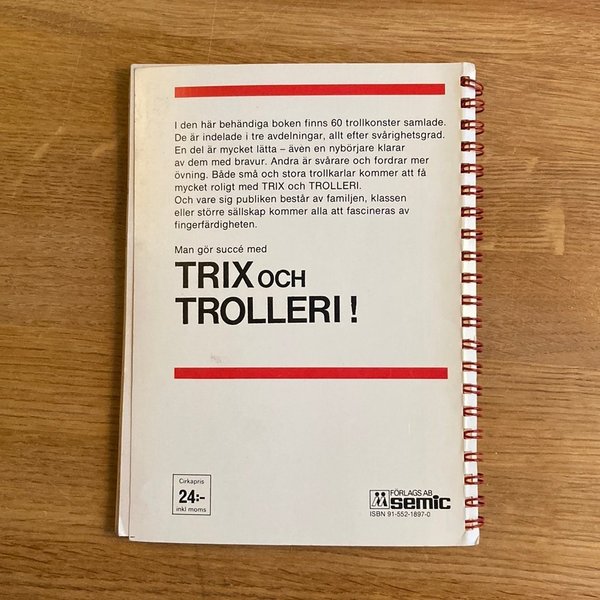 I den här behändiga boken finns 60 trollkonster samlade.
De är indelade i tre avdelningar, allt efter svårighetsgrad.
En del är mycket lätta – även en nybörjare klarar
av dem med bravur. Andra är svårare och fordrar mer
övning. Både små och stora trollkarlar kommer att få
mycket roligt med TRIX och TROLLERI.
Och vare sig publiken består av familjen, klassen
eller större sällskap kommer alla att fascineras av
fingerfärdigheten.
Man gör succé med
TRIX OCH
TROLLERI!
Cirkapris
24:-
inkl moms
FÖRLAGS AB
semic
ISBN 91-552-1897-0